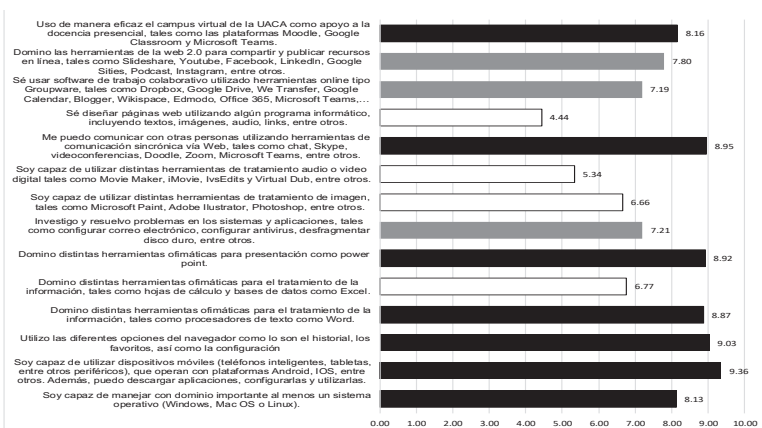 Uso de manera eficaz el campus virtual de la UACA como apoyo a la
docencia presencial, tales como las plataformas Moodle, Google
Classroom y Microsoft Teams.
8.16
Domino las herramientas de la web 2.0 para compartir y publicar recursos
en línea, tales como Slideshare, Youtube, Facebook, LinkedIn, Google
Sities, Podcast, Instagram, entre otros.
7.80
Sé usar software de trabajo colaborativo utilizado herramientas online tipo
Groupware, tales como Dropbox, Google Drive, We Transfer, Google
Calendar, Blogger, Wikispace, Edmodo, Office 365, Microsoft Teams,...
7.19
Sé diseñar páginas web utilizando algún programa informático,
incluyendo textos, imágenes, audio, links, entre otros.
4.44
Me puedo comunicar con otras personas utilizando herramientas de
comunicación sincrónica vía Web, tales como chat, Skype,
videoconferencias, Doodle, Zoom, Microsoft Teams, entre otros.
8.95
Soy capaz de utilizar distintas herramientas de tratamiento audio o video
digital tales como Movie Maker, iMovie, IvsEdits y Virtual Dub, entre otros.
5.34
Soy capaz de utilizar distintas herramientas de tratamiento de imagen,
tales como Microsoft Paint, Adobe Ilustrator, Photoshop, entre otros.
6.66
Investigo y resuelvo problemas en los sistemas y aplicaciones, tales
como configurar correo electrónico, configurar antivirus, desfragmentar
disco duro, entre otros.
7.21
Domino distintas herramientas ofimáticas para presentación como power
point.
8.92
Domino distintas herramientas ofimáticas para el tratamiento de la
información, tales como hojas de cálculo y bases de datos como Excel.
6.77
Domino distintas herramientas ofimáticas para el tratamiento de la
información, tales como procesadores de texto como Word.
8.87
Utilizo las diferentes opciones del navegador como lo son el historial, los
favoritos, así como la configuración
9.03
Soy capaz de utilizar dispositivos móviles (teléfonos inteligentes, tabletas,
entre otros periféricos), que operan con plataformas Android, IOS, entre
otros. Además, puedo descargar aplicaciones, configurarlas y utilizarlas.
9.36
Soy capaz de manejar con dominio importante al menos un sistema
operativo (Windows, Mac OS o Linux).
8.13
0.00 1.00 2.00 3.00 4.00 5.00 6.00 7.00 8.00 9.00 10.00